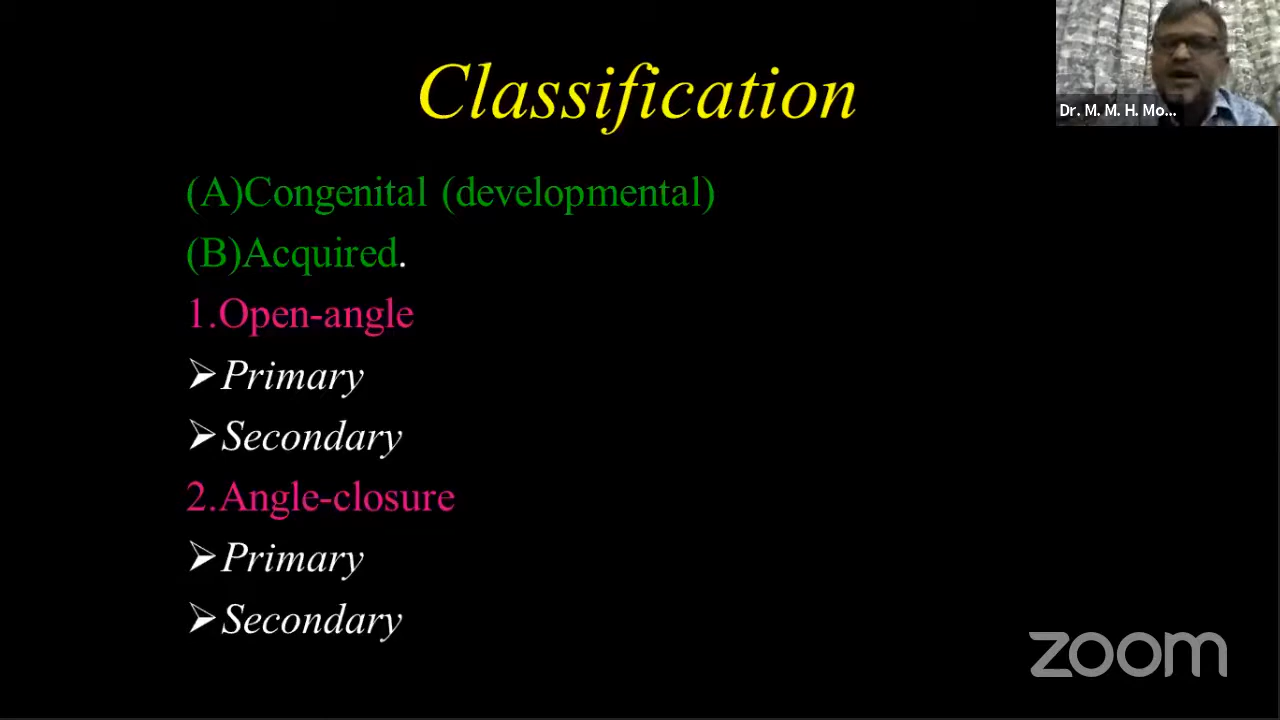 Classification
Dr. M. M. H. Mo...
(A)Congenital (developmental)
(B)Acquired.
1.Open-angle
➢Primary
➢Secondary
2.Angle-closure
➢Primary
➢Secondary
zoom